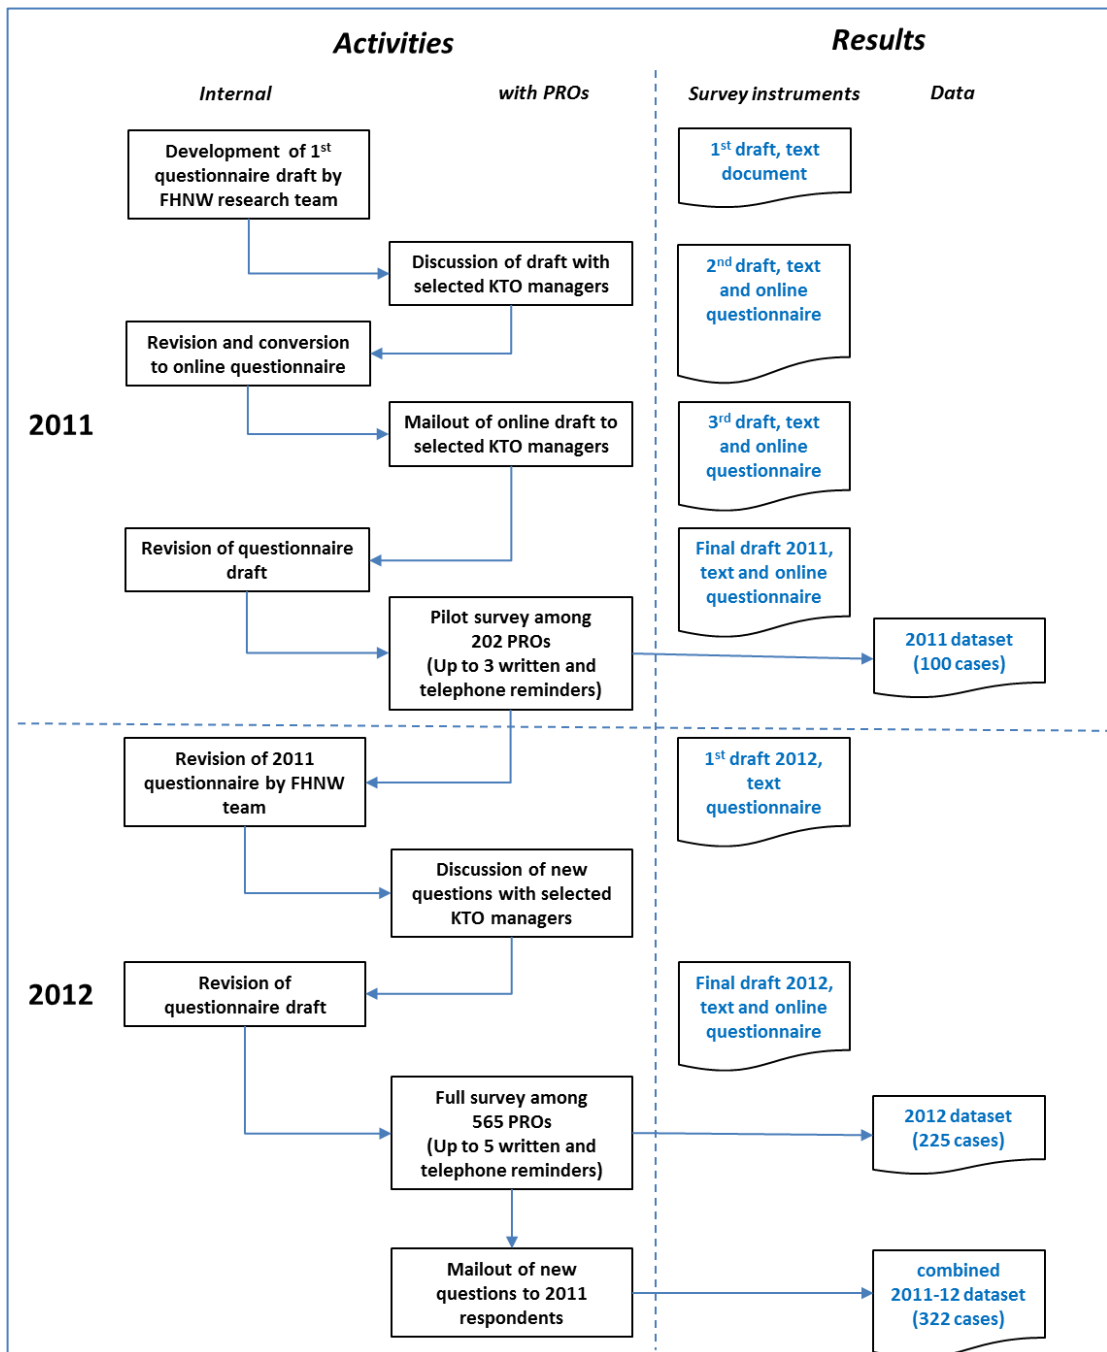 Activities
Results
Internal
with PROs
Survey instruments
Data
Development of 1st
questionnaire draft by
FHNW research team
1st draft, text
document
Discussion of draft with
selected KTO managers
2nd draft, text
and online
questionnaire
Revision and conversion
to online questionnaire
2011
Mailout of online draft to
selected KTO managers
3rd draft, text
and online
questionnaire
Revision of questionnaire
draft
Final draft 2011,
text and online
questionnaire
Pilot survey among
202 PROs
(Up to 3 written and
telephone reminders)
2011 dataset
(100 cases)
Revision of 2011
questionnaire by FHNW
team
1st draft 2012,
text
questionnaire
Discussion of new
questions with selected
KTO managers
2012
Revision of
questionnaire draft
Final draft 2012,
text and online
questionnaire
Full survey among
565 PROs
(Up to 5 written and
telephone reminders)
2012 dataset
(225 cases)
Mailout of new
questions to 2011
respondents
combined
2011-12 dataset
(322 cases)